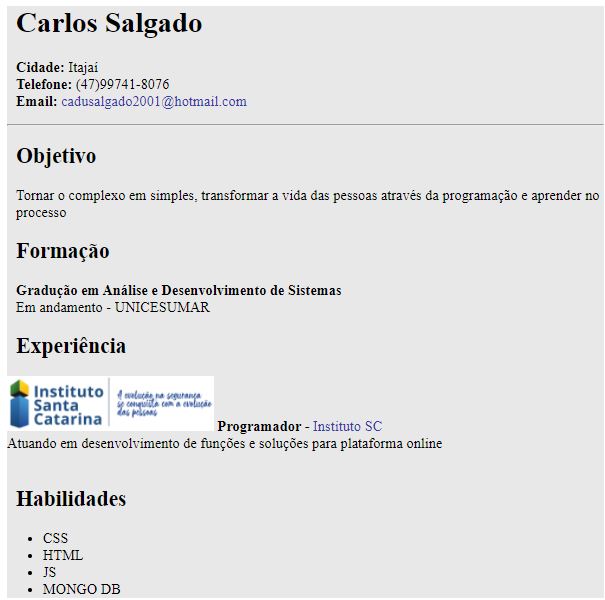 Carlos Salgado
Cidade: Itajaí
Telefone: (47)99741-8076
Email: cadusalgado2001@hotmail.com
Objetivo
Tornar o complexo em simples, transformar a vida das pessoas através da programação e aprender no
processo
Formação
Gradução em Análise e Desenvolvimento de Sistemas
Em andamento - UNICESUMAR
Experiência
Instituto
Santa
Catarina
A evolução na segurança
se conquista com a evolução
das pessoas
Programador - Instituto SC
Atuando em desenvolvimento de funções e soluções para plataforma online
Habilidades
• CSS
• HTML
• JS
• MONGO DB